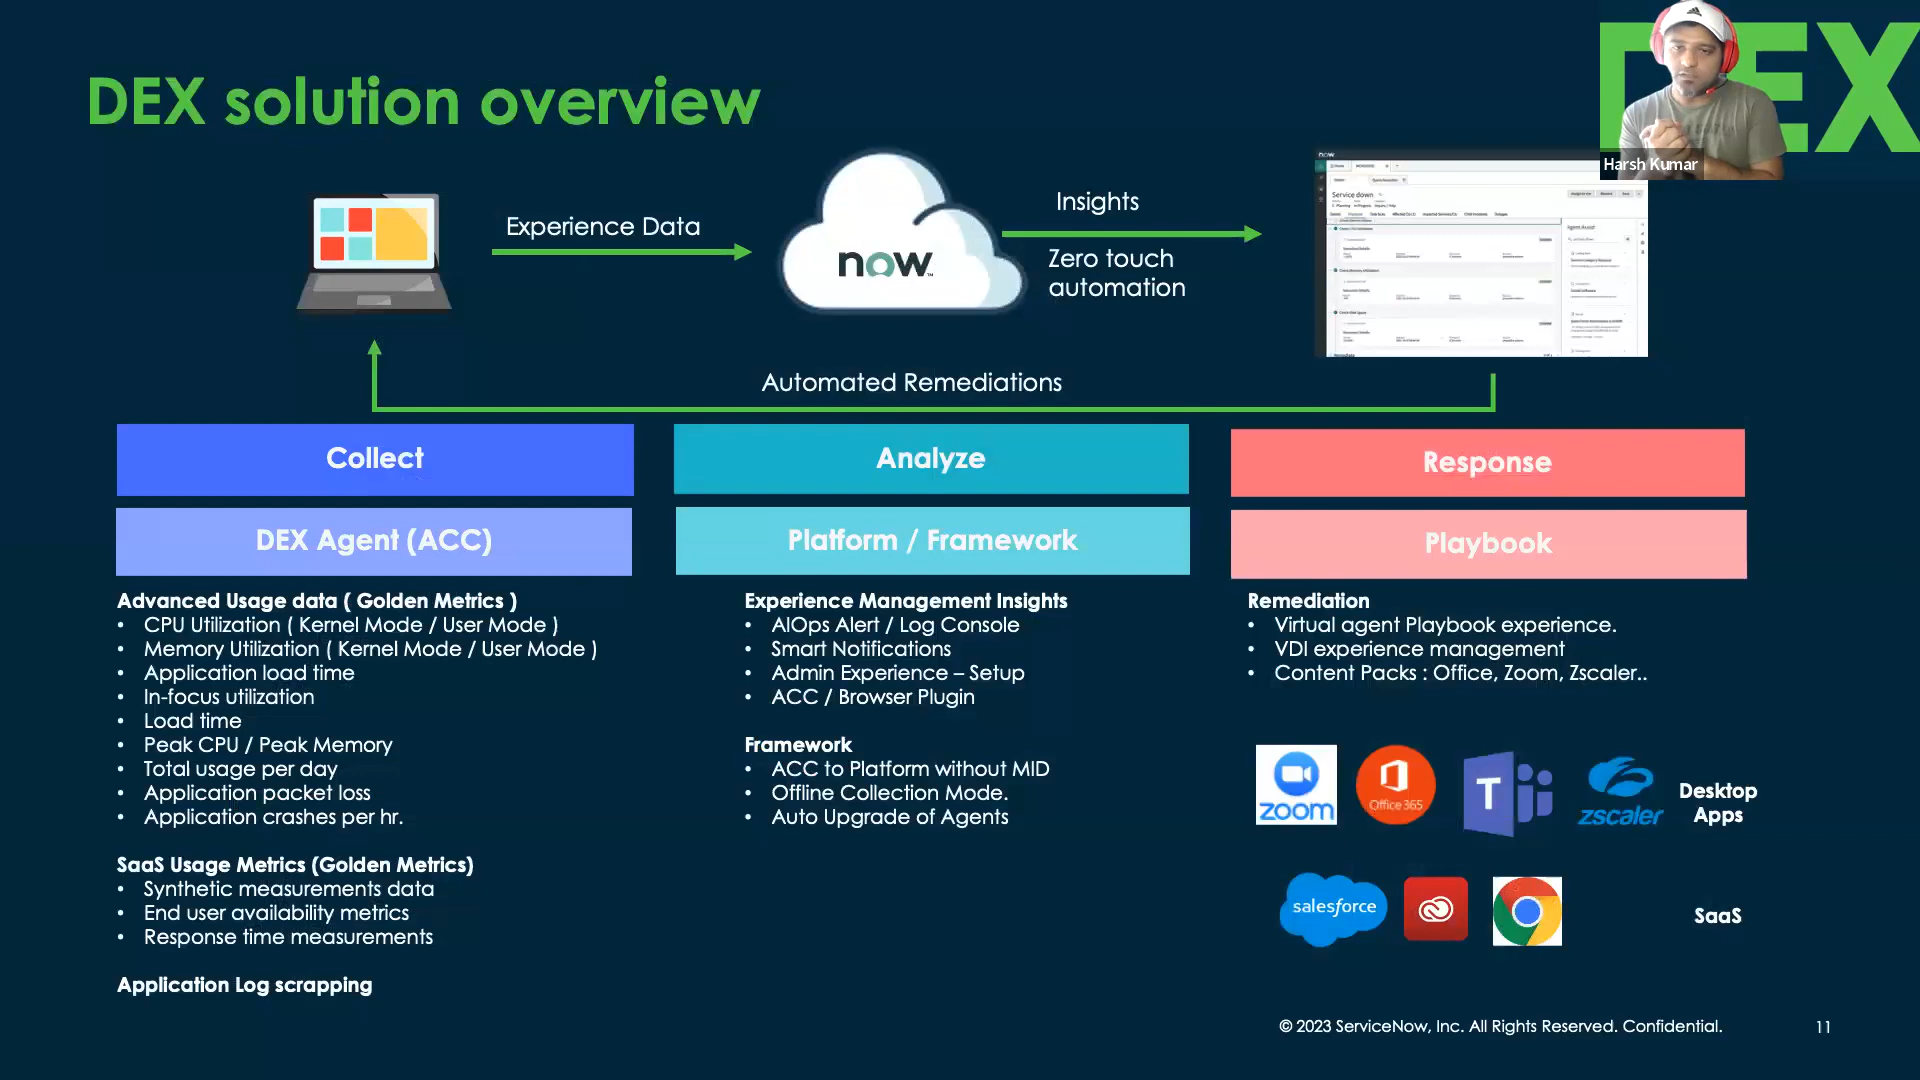 DEX solution overview
DEX
Harsh Kumar
Experience Data
now
Insights
Zero touch
automation
now
Service down
Agent Assist
Automated Remediations
Collect
DEX Agent (ACC)
Advanced Usage data ( Golden Metrics )
• CPU Utilization ( Kernel Mode / User Mode )
• Memory Utilization ( Kernel Mode / User Mode )
• Application load time
• In-focus utilization
• Load time
• Peak CPU / Peak Memory
• Total usage per day
• Application packet loss
• Application crashes per hr.
SaaS Usage Metrics (Golden Metrics)
• Synthetic measurements data
• End user availability metrics
• Response time measurements
Application Log scrapping
Analyze
Platform / Framework
Experience Management Insights
• AIOps Alert / Log Console
• Smart Notifications
• Admin Experience – Setup
• ACC / Browser Plugin
Framework
• ACC to Platform without MID
• Offline Collection Mode.
• Auto Upgrade of Agents
Response
Playbook
Remediation
• Virtual agent Playbook experience.
• VDI experience management
• Content Packs : Office, Zoom, Zscaler..
zoom
Office 365
T
zscaler
Desktop
Apps
salesforce
SaaS
© 2023 ServiceNow, Inc. All Rights Reserved. Confidential.
11